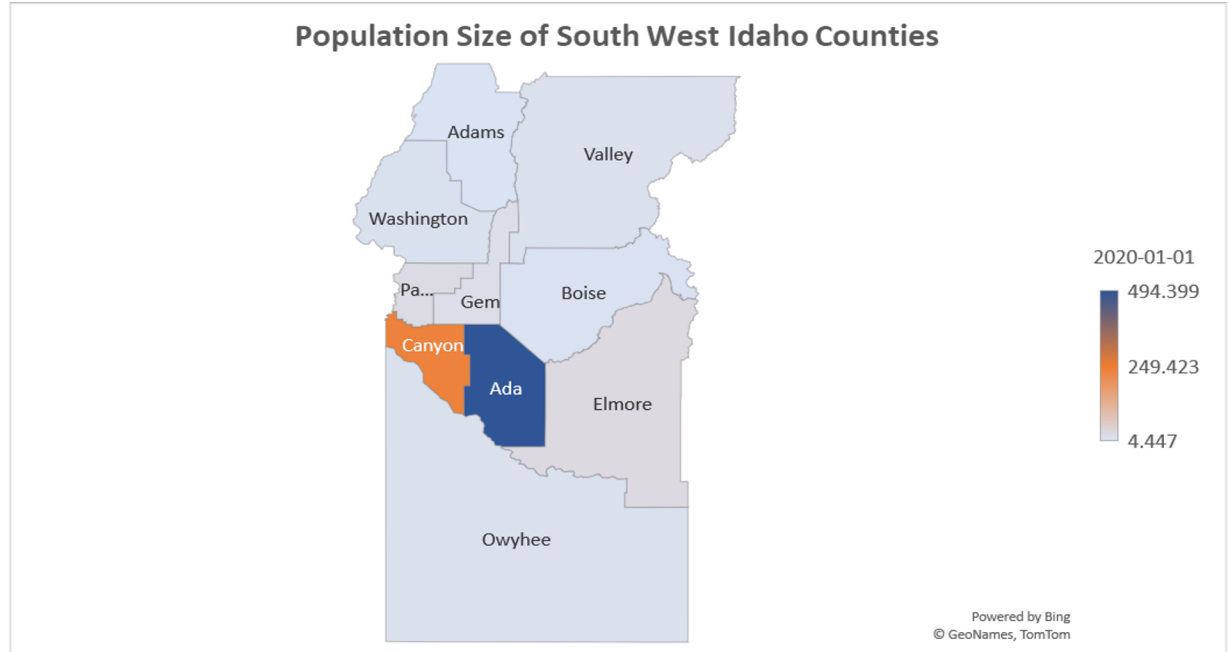 Population Size of South West Idaho Counties
Adams
Valley
Washington
Pa...
Gem
Boise
Canyon
Ada
Elmore
Owyhee
2020-01-01
494.399
249.423
4.447
Powered by Bing
© GeoNames, TomTom